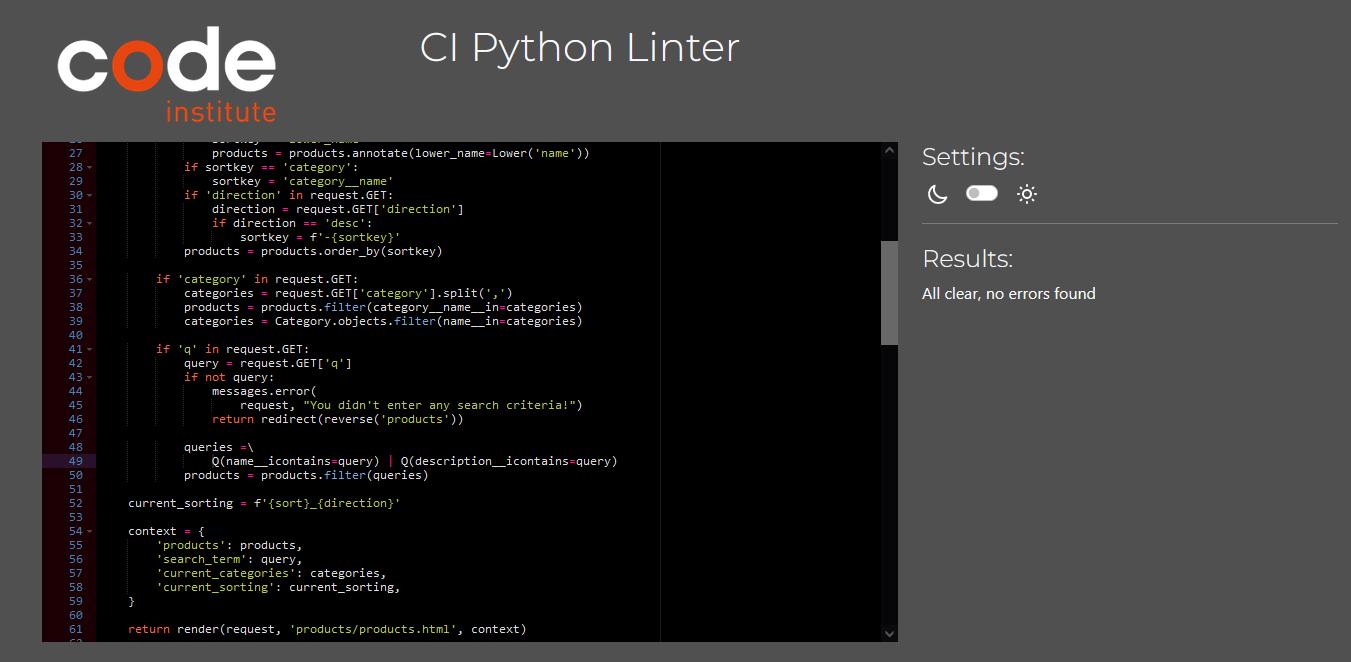 code
institute
CI Python Linter
27 products = products.annotate(lower_name=Lower('name'))
28 if sortkey == 'category':
29 sortkey = 'category__name'
30 if 'direction' in request.GET:
31 direction = request.GET['direction']
32 if direction == 'desc':
33 sortkey = f'-{sortkey}'
34 products = products.order_by(sortkey)
35
36 if 'category' in request.GET:
37 categories = request.GET['category'].split(',')
38 products = products.filter(category__name__in=categories)
39 categories = Category.objects.filter(name__in=categories)
40
41 if 'q' in request.GET:
42 query = request.GET['q']
43 if not query:
44 messages.error(
45 request, "You didn't enter any search criteria!")
46 return redirect(reverse('products'))
47
48 queries =\
49 Q(name__icontains=query) | Q(description__icontains=query)
50 products = products.filter(queries)
51
52 current_sorting = f'{sort}_{direction}'
53
54 context = {
55 'products': products,
56 'search_term': query,
57 'current_categories': categories,
58 'current_sorting': current_sorting,
59 }
60
61 return render(request, 'products/products.html', context)
Settings:
Results:
All clear, no errors found